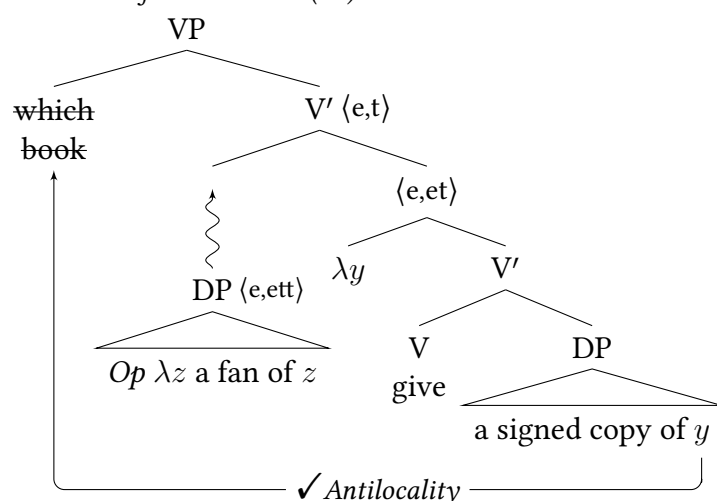 VP
which
book
V′ ⟨e,t⟩
⟨e,et⟩
DP ⟨e,ett⟩
λy
V′
Op λz a fan of z
V
give
DP
a signed copy of y
✓Antilocality